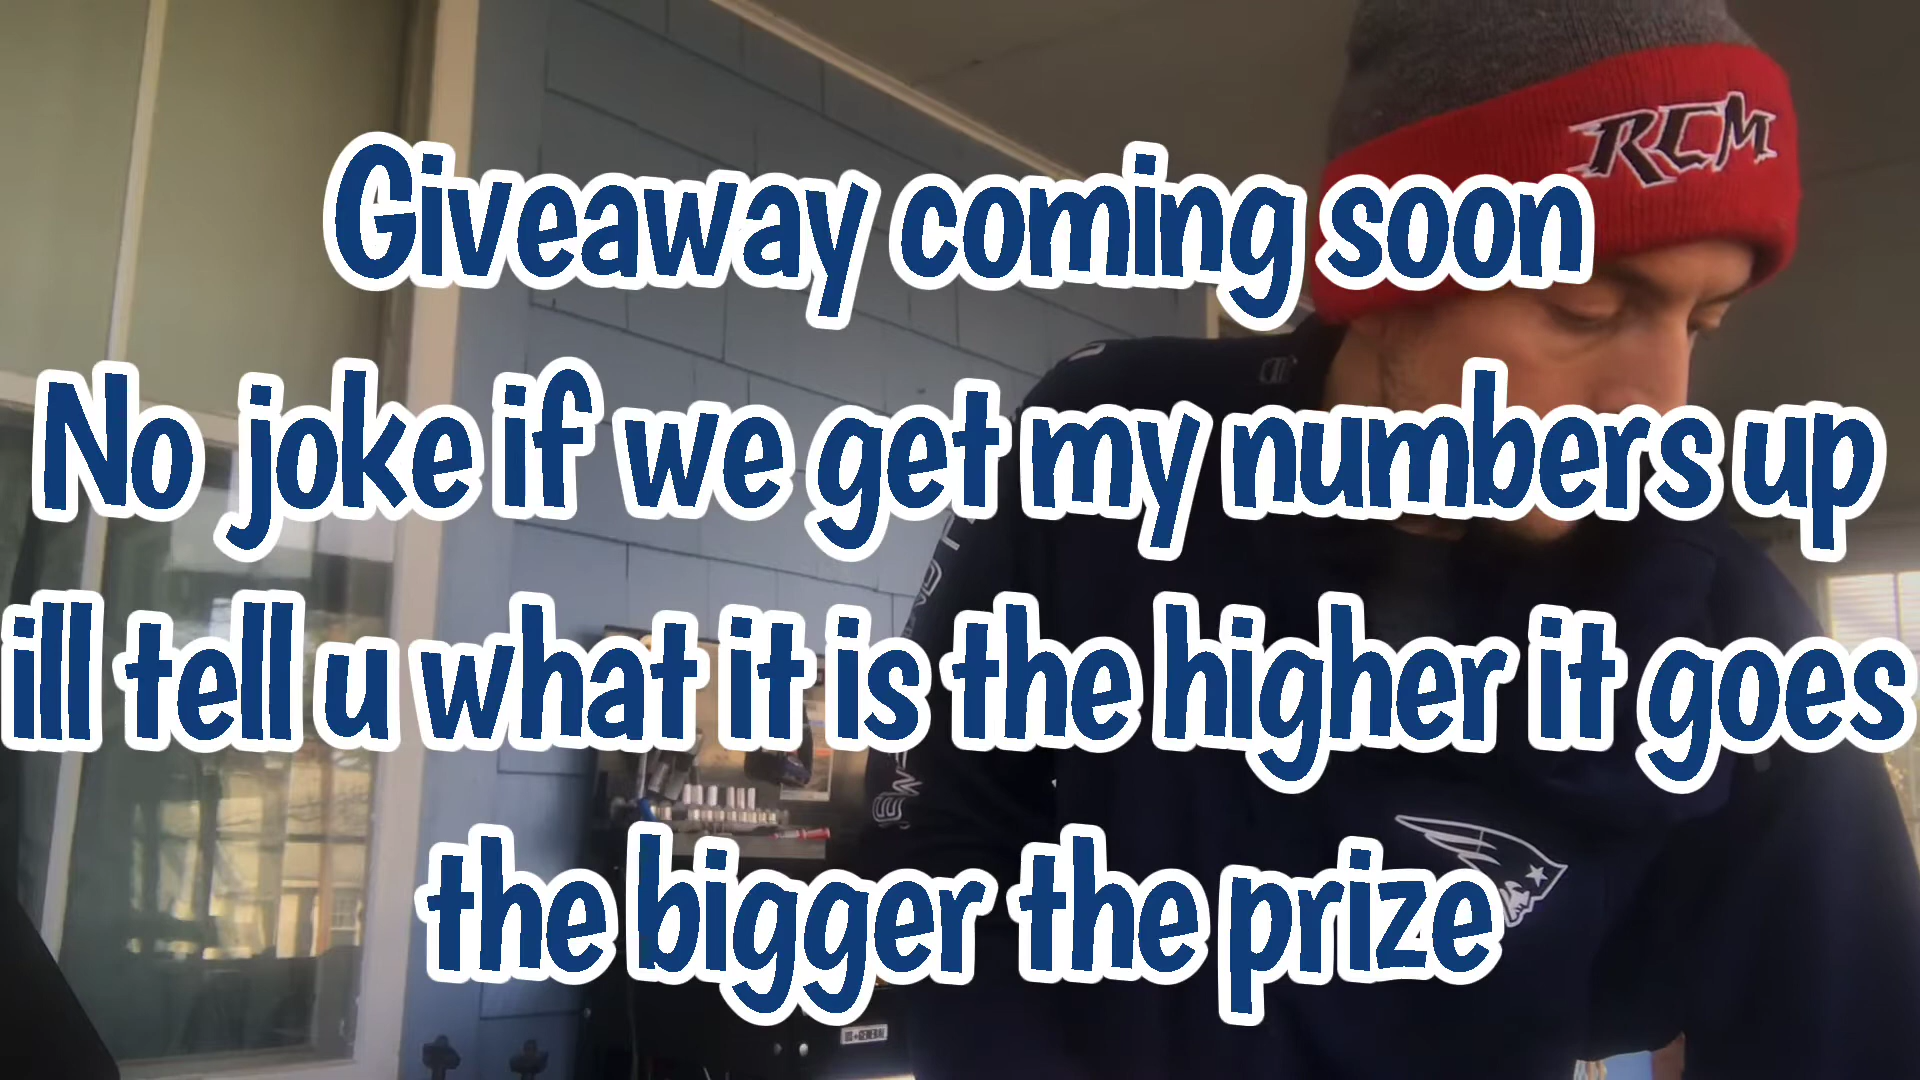 RCM
Giveaway coming soon
No joke if we get my numbers up
ill tell u what it is the higher it goes
the bigger the prize